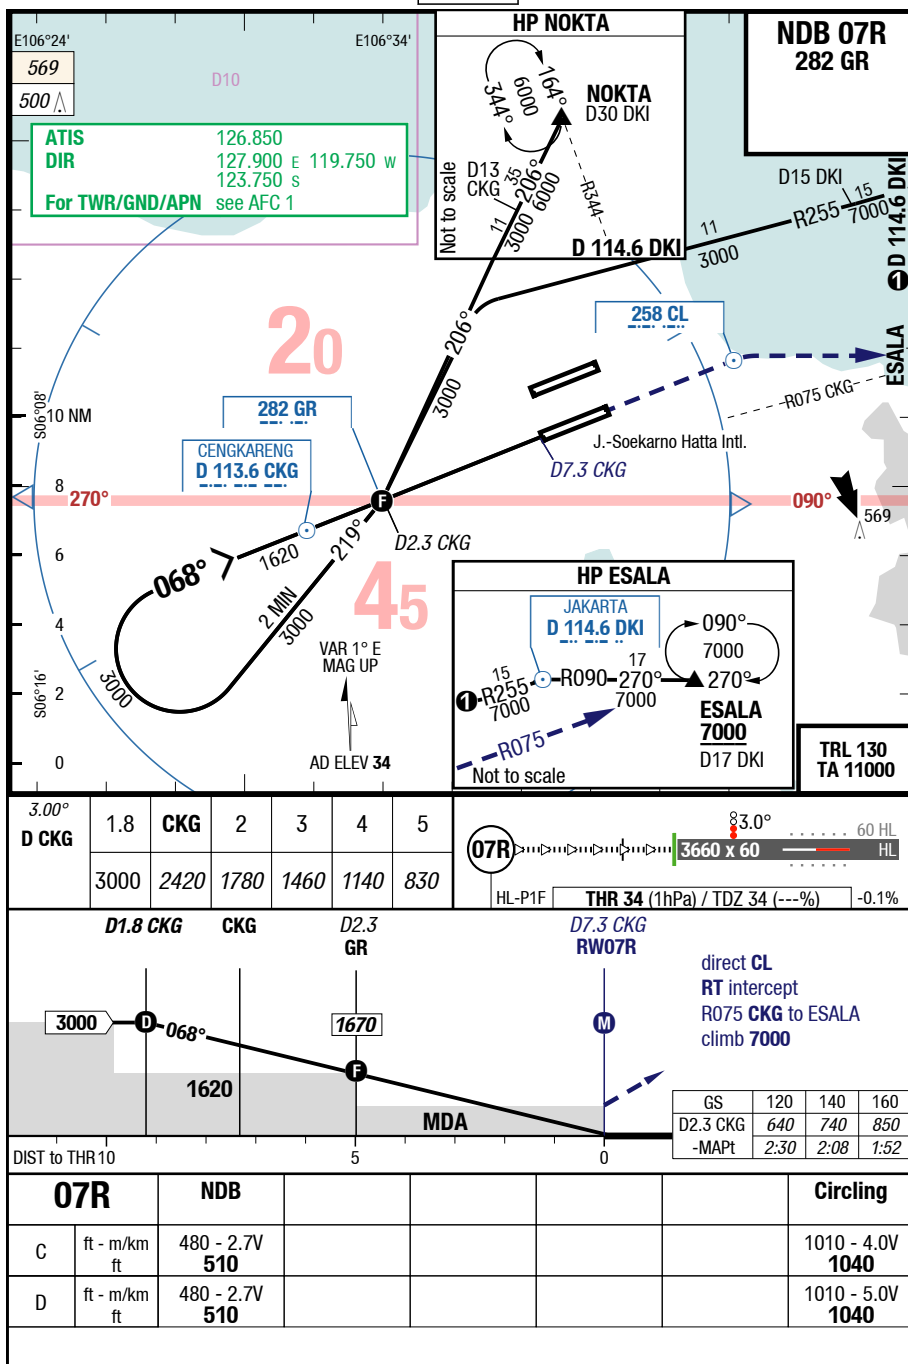 E106°24'
E106°34'
HP NOKTA
NDB 07R
282 GR
569
500
D10
164°
6000
344°
NOKTA
D30 DKI
ATIS 126.850
DIR 127.900 E 119.750 W
123.750 S
For TWR/GND/APN see AFC 1
D13
CKG
35
206°
6000
11
3000
R344
Not to scale
D 114.6 DKI
D15 DKI
15
R255
7000
11
3000
1 D 114.6 DKI
ESALA
20
206°
3000
258 CL
R075 CKG
S06°08'
10 NM
282 GR
CENGKARENG
D 113.6 CKG
J.-Soekarno Hatta Intl.
D7.3 CKG
8
270°
F
090°
569
D2.3 CKG
6
068°
1620
219°
45
2 MIN
3000
3000
4
S06°16'
2
0
VAR 1° E
MAG UP
AD ELEV 34
HP ESALA
JAKARTA
D 114.6 DKI
090°
7000
15
1 R255
7000
R090
17
270°
7000
270°
ESALA
7000
D17 DKI
R075
Not to scale
TRL 130
TA 11000
3.00°
D CKG
1.8 CKG 2 3 4 5
3000 2420 1780 1460 1140 830
07R
3.0°
60 HL
3660 x 60
HL
HL-P1F
THR 34 (1hPa) / TDZ 34 (---%)
-0.1%
D1.8 CKG
CKG
D2.3
GR
D7.3 CKG
RW07R
direct CL
RT intercept
R075 CKG to ESALA
climb 7000
3000
D
068°
1670
M
F
1620
MDA
GS 120 140 160
D2.3 CKG 640 740 850
-MAPt 2:30 2:08 1:52
DIST to THR 10 5 0
07R NDB Circling
C ft - m/km 480 - 2.7V 1010 - 4.0V
ft 510 1040
D ft - m/km 480 - 2.7V 1010 - 5.0V
ft 510 1040